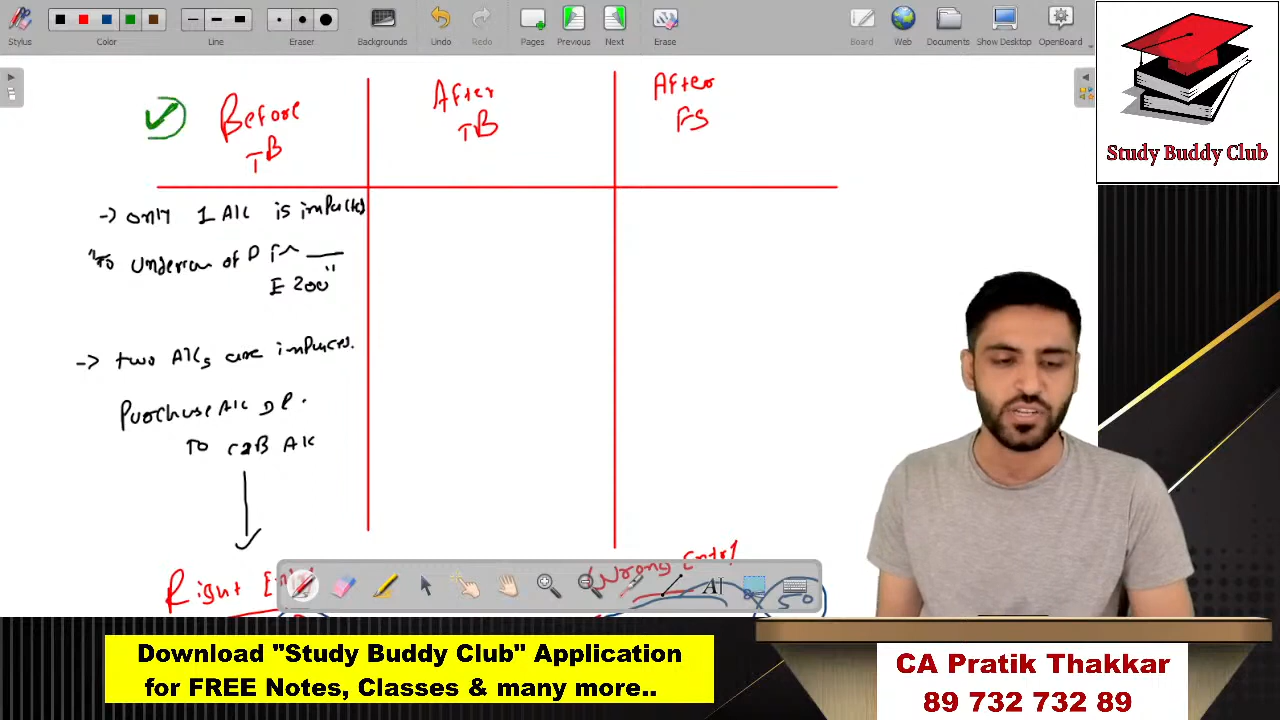 Stylus Color Line Eraser Backgrounds Undo Redo Pages Previous Next Erase Board Web Documents Show Desktop OpenBoard
Study Buddy Club
Before
TB
After
TB
After
FS
-> only 1 A/C is impacted
"To of D
200"
-> two A/Cs are
Purchase A/C DR.
To A/C
Right
Wrong Entry
A
50
Download "Study Buddy Club" Application
for FREE Notes, Classes & many more..
CA Pratik Thakkar
89 732 732 89